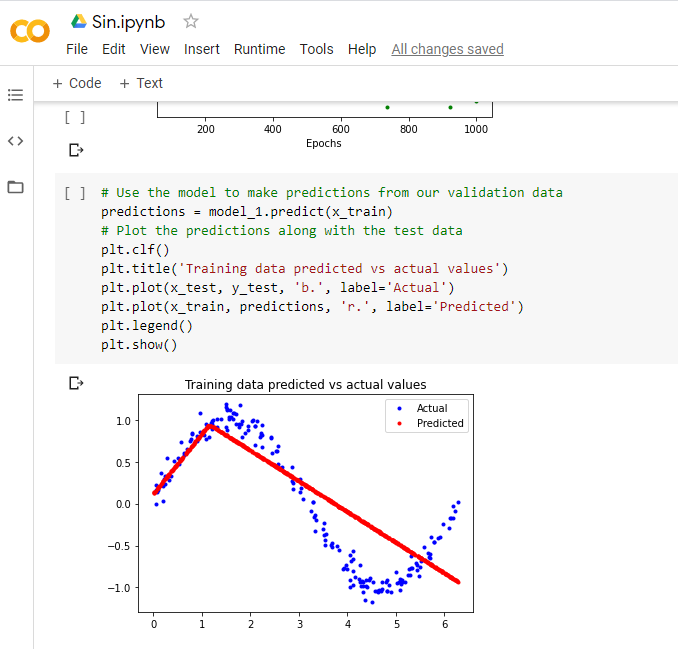 Sin.ipynb
File Edit View Insert Runtime Tools Help All changes saved
+ Code + Text
[ ]
200 400 600 800 1000
Epochs
[ ] # Use the model to make predictions from our validation data
predictions = model_1.predict(x_train)
# Plot the predictions along with the test data
plt.clf()
plt.title('Training data predicted vs actual values')
plt.plot(x_test, y_test, 'b.', label='Actual')
plt.plot(x_train, predictions, 'r.', label='Predicted')
plt.legend()
plt.show()
Training data predicted vs actual values
Actual
Predicted
1.0
0.5
0.0
−0.5
−1.0
0 1 2 3 4 5 6